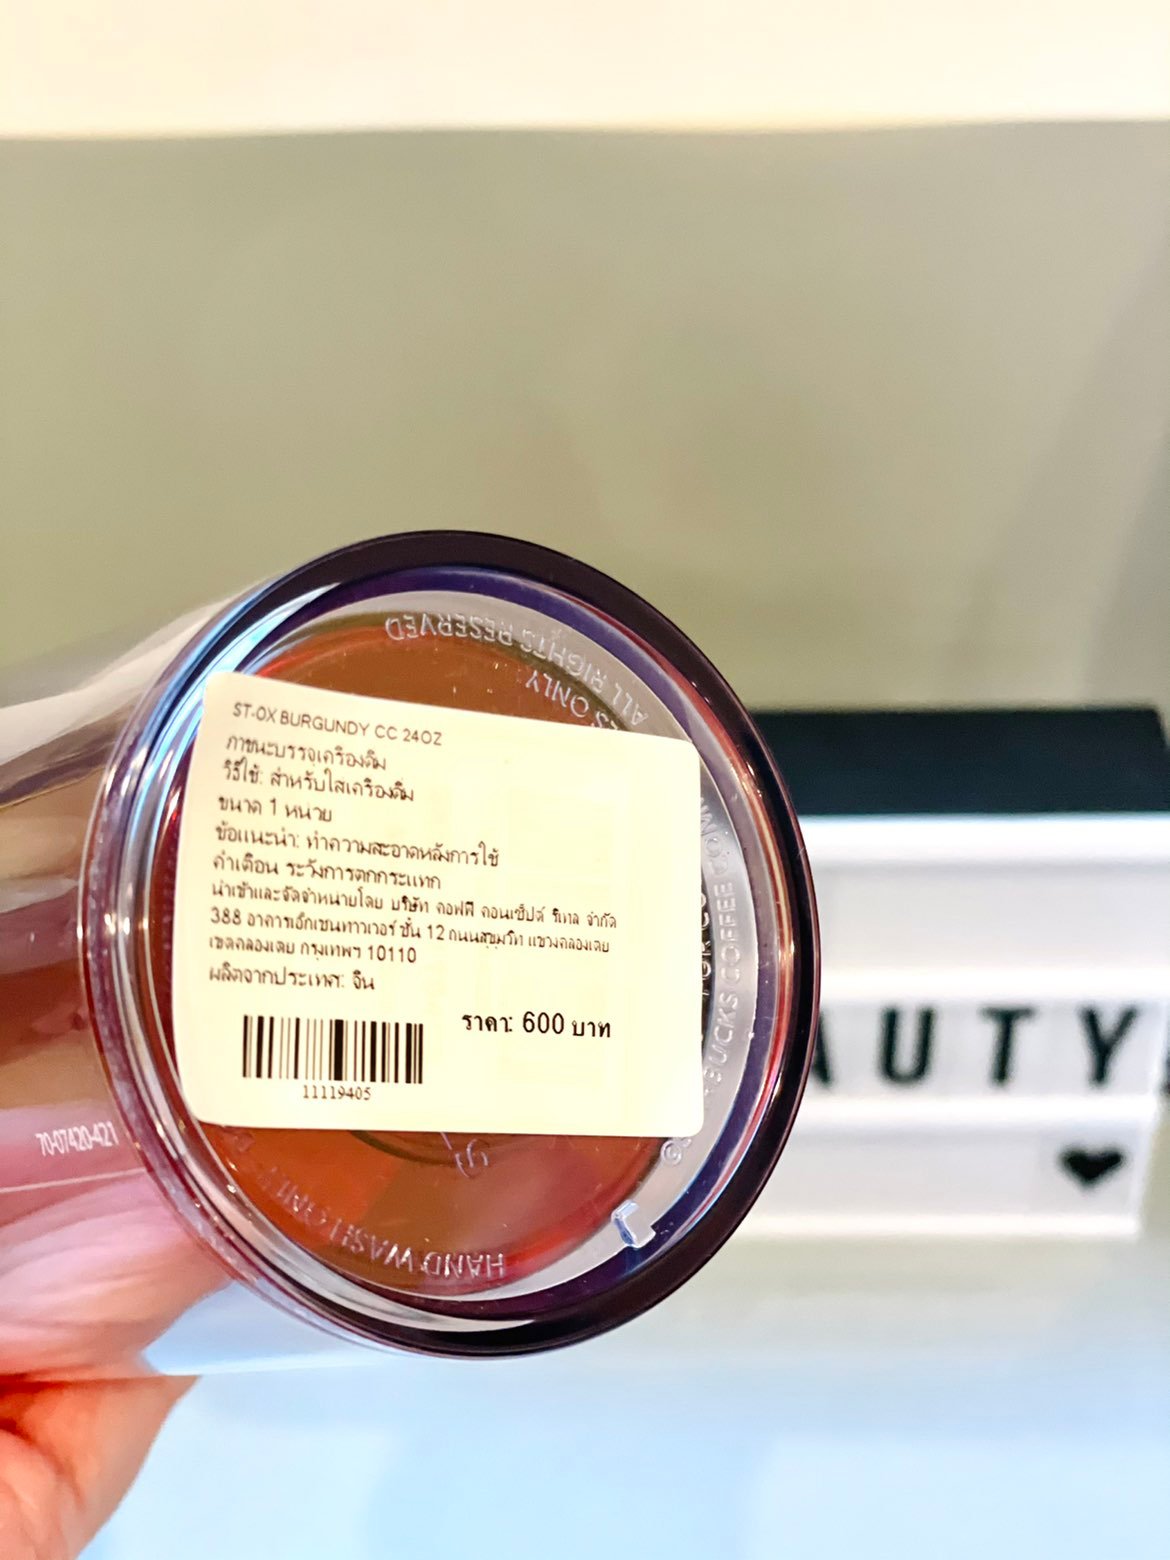 ST-OX BURGUNDY CC 24OZ
ภาชนะบรรจุเครื่องดื่ม
วิธีใช้: สำหรับใส่เครื่องดื่ม
ขนาด 1 หน่วย
ข้อแนะนำ: ทำความสะอาดหลังการใช้
คำเตือน ระวังการตกกระแทก
นำเข้าและจัดจำหน่ายโดย บริษัท คอฟฟี่ คอนเซ็ปต์ รีเทล จำกัด
388 อาคารเอ็กเชนทาวเวอร์ ชั้น 12 ถนนสุขุมวิท แขวงคลองเตย
เขตคลองเตย กรุงเทพฯ 10110
ผลิตจากประเทศ: จีน
ราคา: 600 บาท
11119405
ALL RIGHTS RESERVED
ONLY
BUCKS COFFEE COM
HAND WASH ONLY
70-07420-421
AUTY